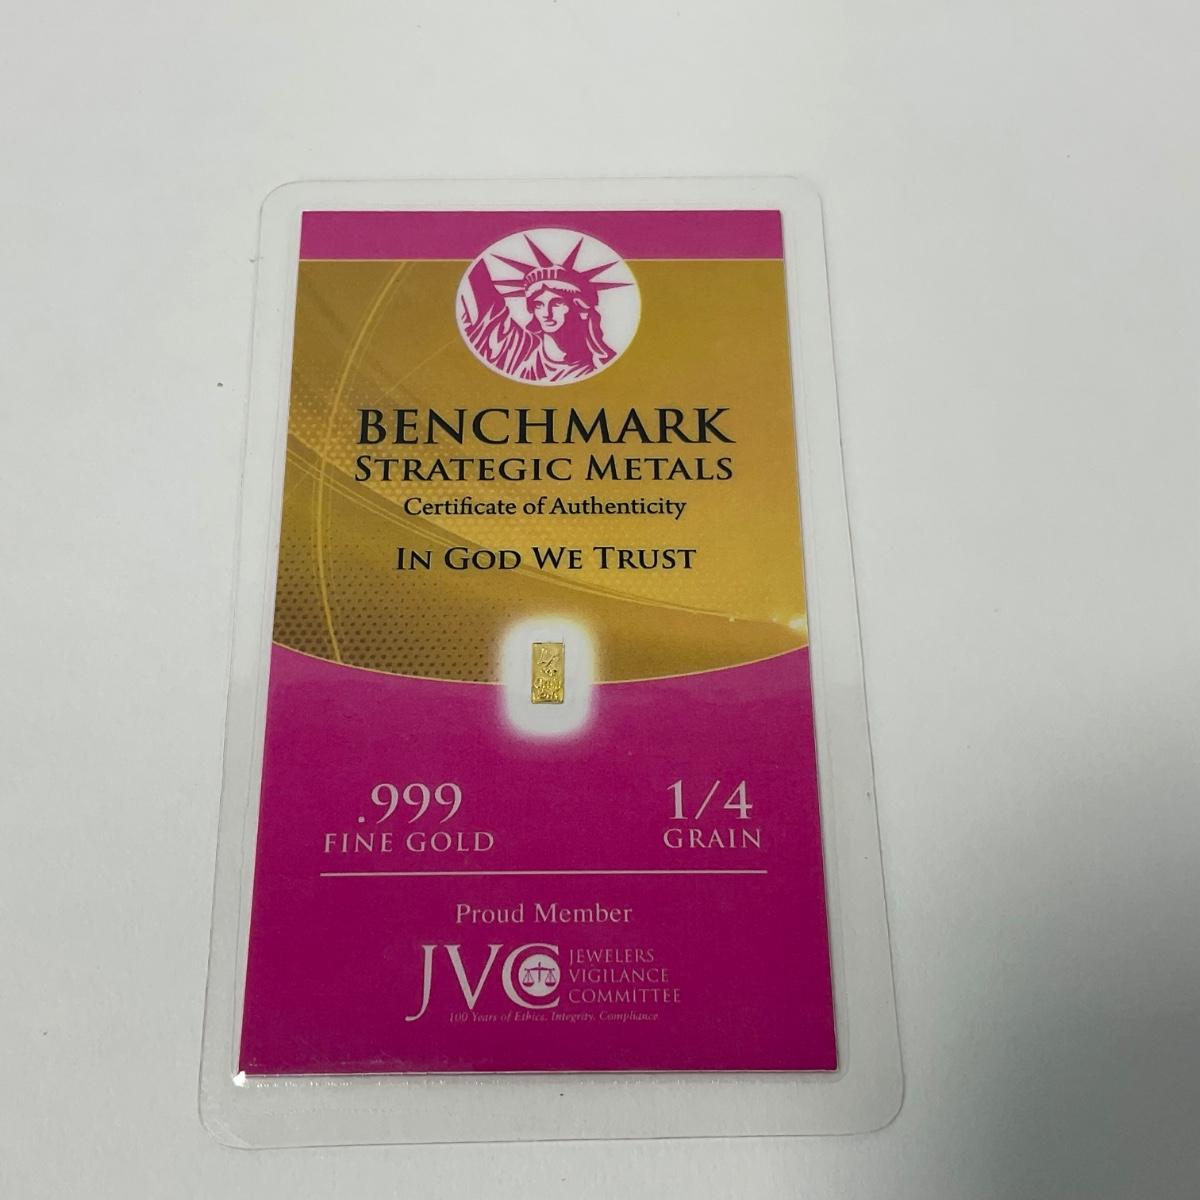 BENCHMARK
STRATEGIC METALS
Certificate of Authenticity
IN GOD WE TRUST
.999
FINE GOLD
1/4
GRAIN
Proud Member
JVC
JEWELERS
VIGILANCE
COMMITTEE
100 Years of Ethics. Integrity. Compliance